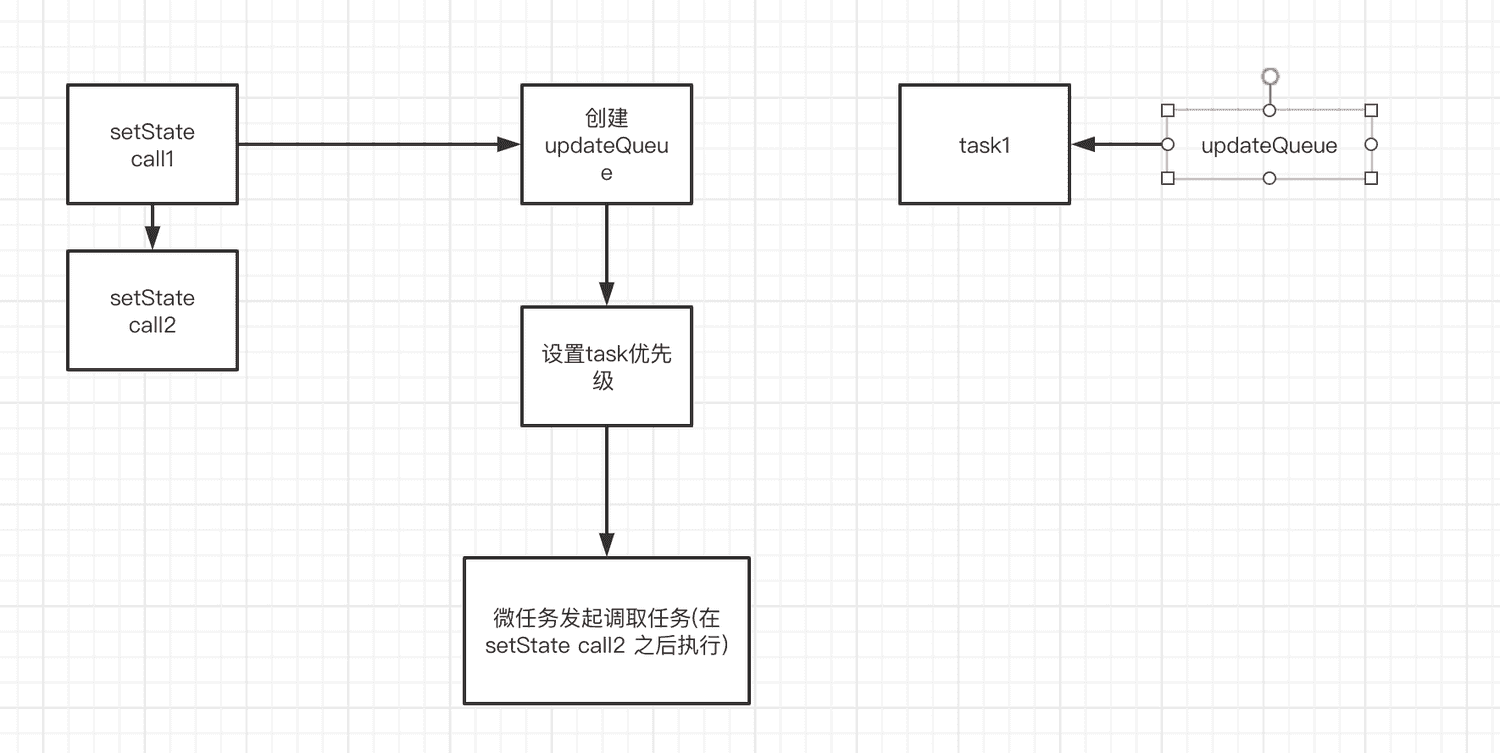 setState
call1
创建
updateQueu
e
task1
updateQueue
setState
call2
设置task优先
级
微任务发起调取任务(在
setState call2 之后执行)